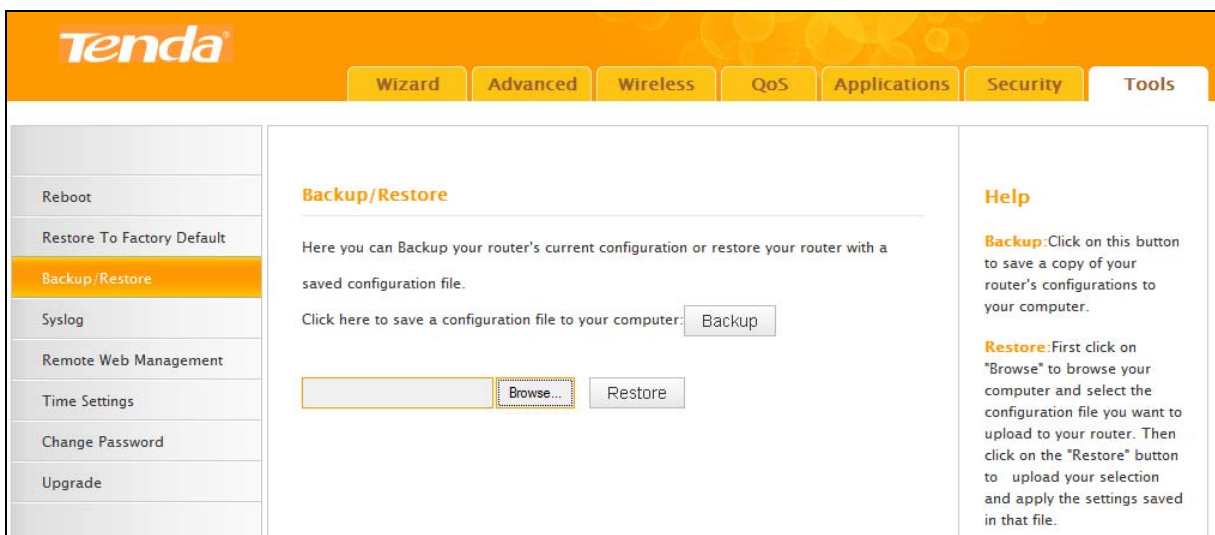 Tenda
Wizard Advanced Wireless QoS Applications Security Tools
Reboot
Restore To Factory Default
Backup/Restore
Syslog
Remote Web Management
Time Settings
Change Password
Upgrade
Backup/Restore
Here you can Backup your router's current configuration or restore your router with a
saved configuration file.
Click here to save a configuration file to your computer: Backup
Browse... Restore
Help
Backup:Click on this button
to save a copy of your
router's configurations to
your computer.
Restore:First click on
"Browse" to browse your
computer and select the
configuration file you want to
upload to your router. Then
click on the "Restore" button
to upload your selection
and apply the settings saved
in that file.